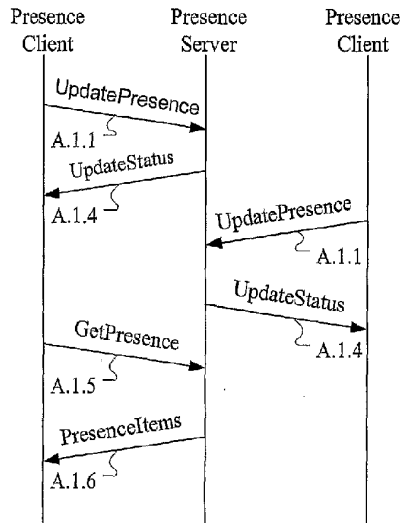 Presence Client
Presence Server
Presence Client
UpdatePresence
A.1.1
UpdateStatus
A.1.4
UpdatePresence
A.1.1
UpdateStatus
A.1.4
GetPresence
A.1.5
PresenceItems
A.1.6